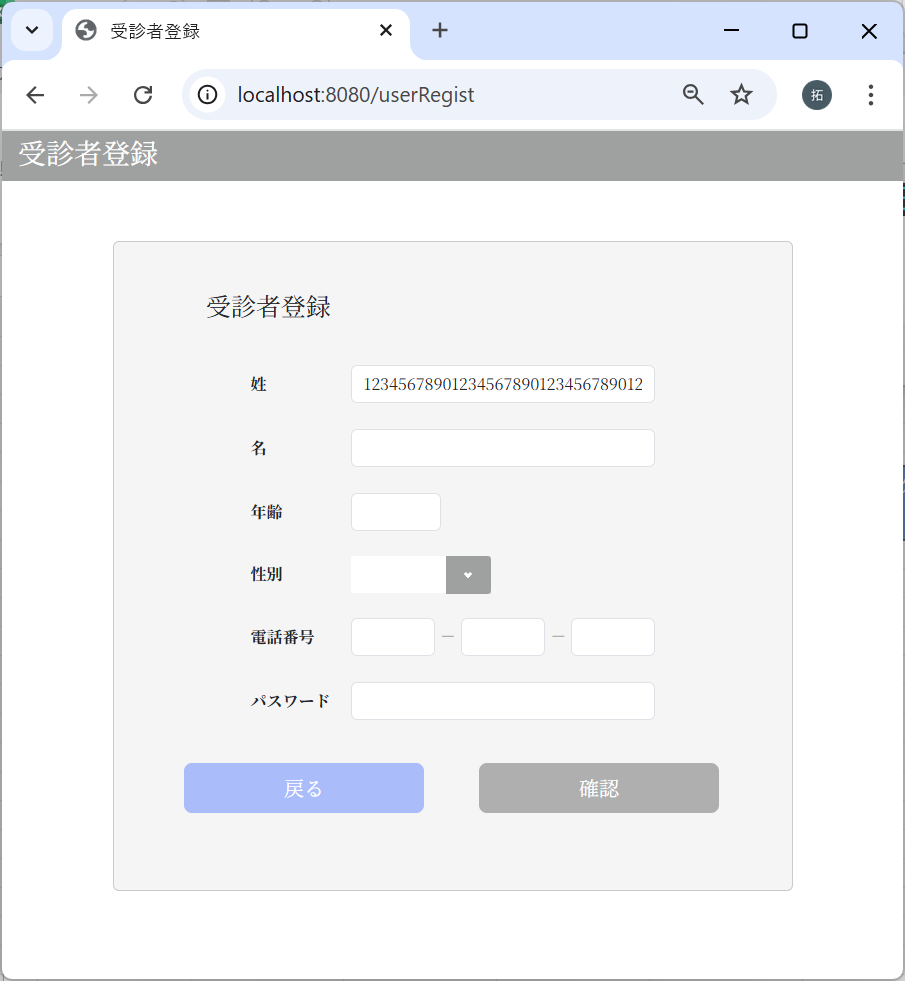 受診者登録
localhost:8080/userRegist
拓
受診者登録
受診者登録
姓 12345678901234567890123456789012
名
年齢
性別
電話番号 － －
パスワード
戻る 確認